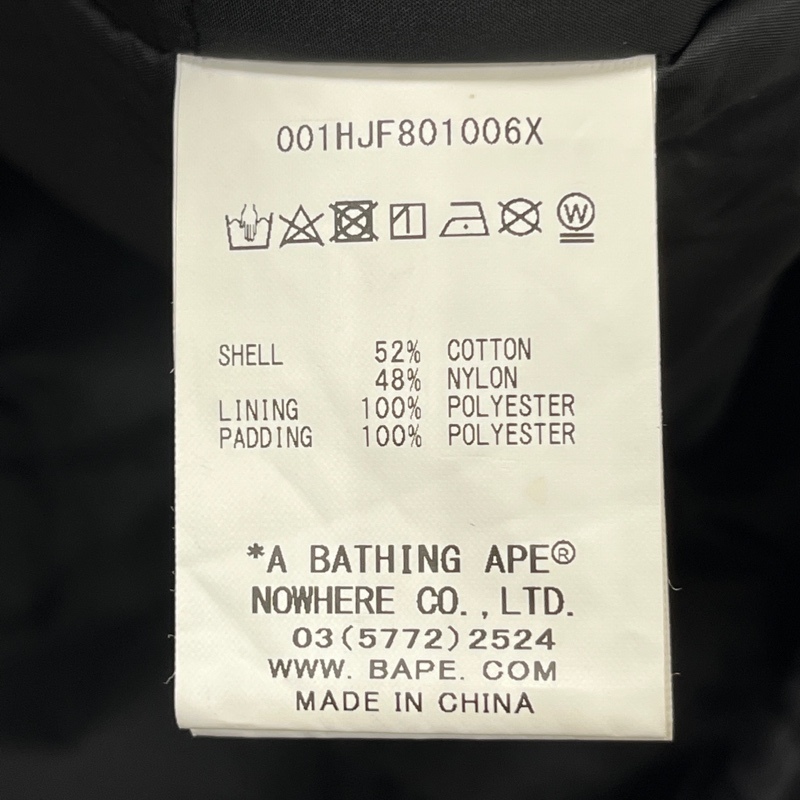 001HJF801006X
W
SHELL 52% COTTON
48% NYLON
LINING 100% POLYESTER
PADDING 100% POLYESTER
*A BATHING APE®
NOWHERE CO.,LTD.
03(5772)2524
WWW. BAPE. COM
MADE IN CHINA